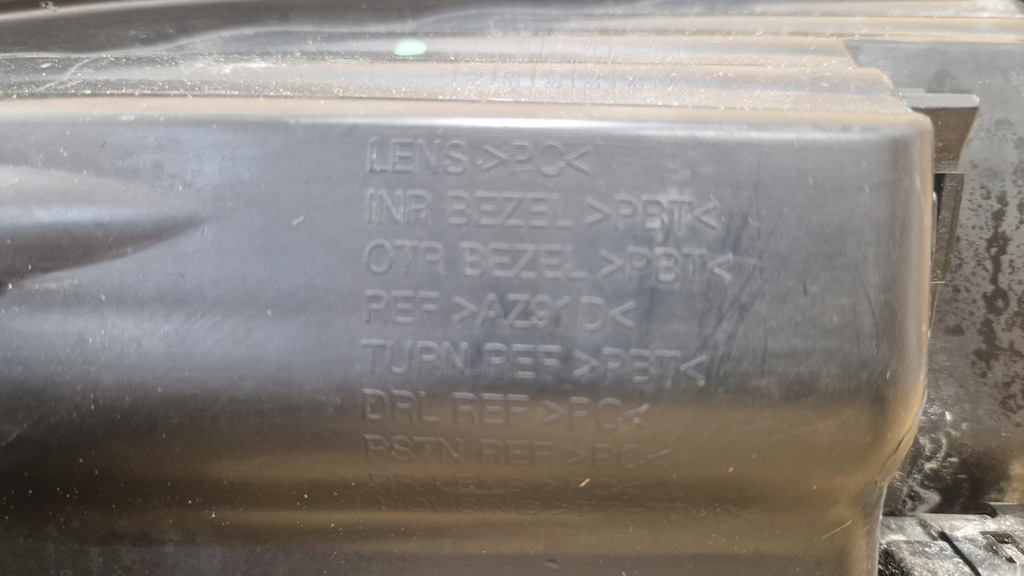 LENS >PC<
INR BEZEL >PBT<
OTR BEZEL >PBT<
REF >AZ91D<
TURN REF >PBT<
DRL REF >PC<
PSTN REF >PC<
HOUSING